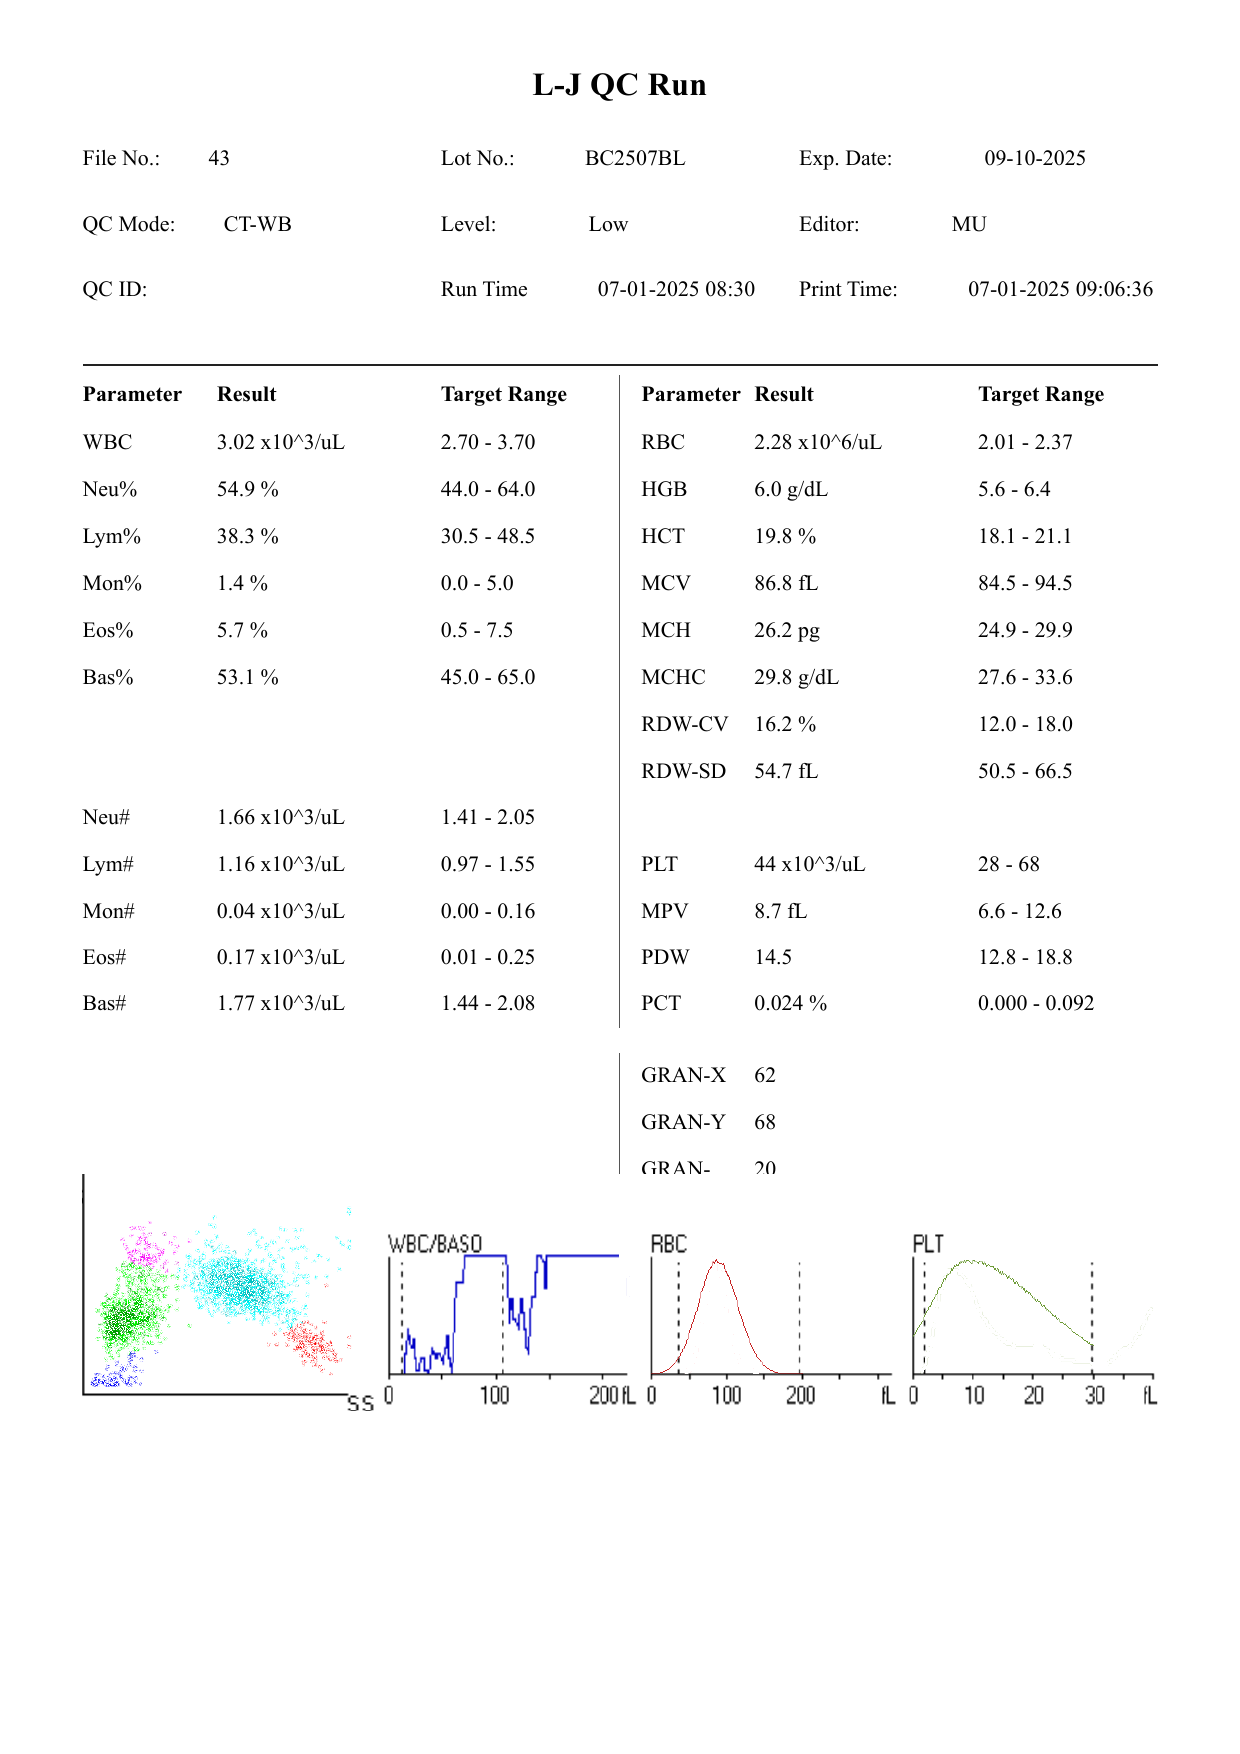 L-J QC Run
File No.: 43 Lot No.: BC2507BL Exp. Date: 09-10-2025
QC Mode: CT-WB Level: Low Editor: MU
QC ID: Run Time 07-01-2025 08:30 Print Time: 07-01-2025 09:06:36
Parameter Result Target Range Parameter Result Target Range
WBC 3.02 x10^3/uL 2.70 - 3.70 RBC 2.28 x10^6/uL 2.01 - 2.37
Neu% 54.9 % 44.0 - 64.0 HGB 6.0 g/dL 5.6 - 6.4
Lym% 38.3 % 30.5 - 48.5 HCT 19.8 % 18.1 - 21.1
Mon% 1.4 % 0.0 - 5.0 MCV 86.8 fL 84.5 - 94.5
Eos% 5.7 % 0.5 - 7.5 MCH 26.2 pg 24.9 - 29.9
Bas% 53.1 % 45.0 - 65.0 MCHC 29.8 g/dL 27.6 - 33.6
RDW-CV 16.2 % 12.0 - 18.0
RDW-SD 54.7 fL 50.5 - 66.5
Neu# 1.66 x10^3/uL 1.41 - 2.05
Lym# 1.16 x10^3/uL 0.97 - 1.55 PLT 44 x10^3/uL 28 - 68
Mon# 0.04 x10^3/uL 0.00 - 0.16 MPV 8.7 fL 6.6 - 12.6
Eos# 0.17 x10^3/uL 0.01 - 0.25 PDW 14.5 12.8 - 18.8
Bas# 1.77 x10^3/uL 1.44 - 2.08 PCT 0.024 % 0.000 - 0.092
GRAN-X 62
GRAN-Y 68
GRAN- 20
WBC/BASO RBC PLT
SS 0 100 200 fL 0 100 200 fL 0 10 20 30 fL